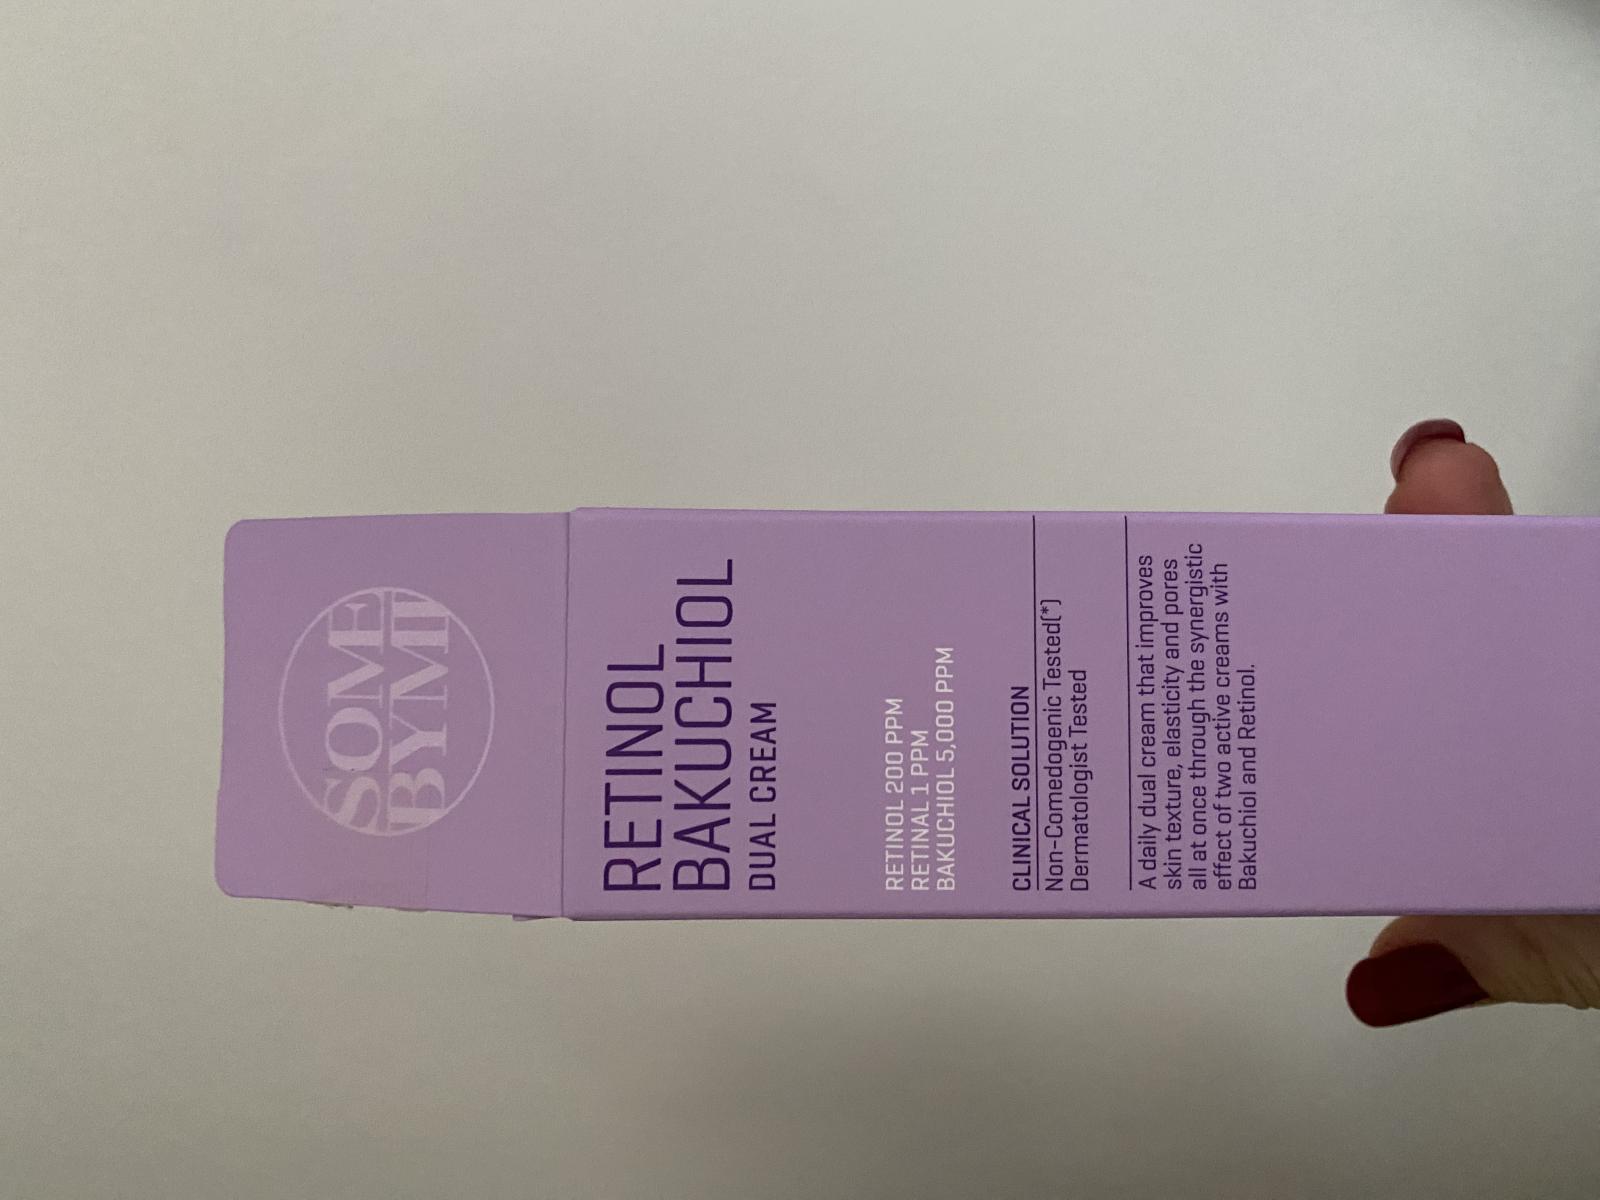 SOME
BYMI
RETINOL
BAKUCHIOL
DUAL CREAM
RETINOL 200 PPM
RETINAL 1 PPM
BAKUCHIOL 5,000 PPM
CLINICAL SOLUTION
Non-Comedogenic Tested(*)
Dermatologist Tested
A daily dual cream that improves
skin texture, elasticity and pores
all at once through the synergistic
effect of two active creams with
Bakuchiol and Retinol.